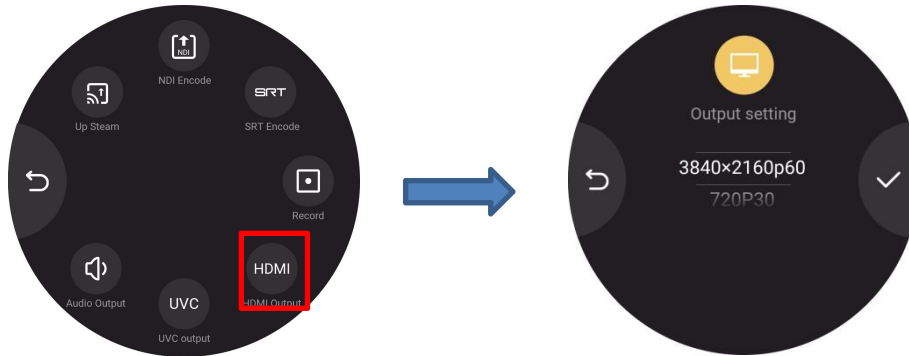 NDI
NDI Encode
SRT
SRT Encode
Up Steam
Record
HDMI
HDMI Output
Audio Output
UVC
UVC output
Output setting
3840×2160p60
720P30